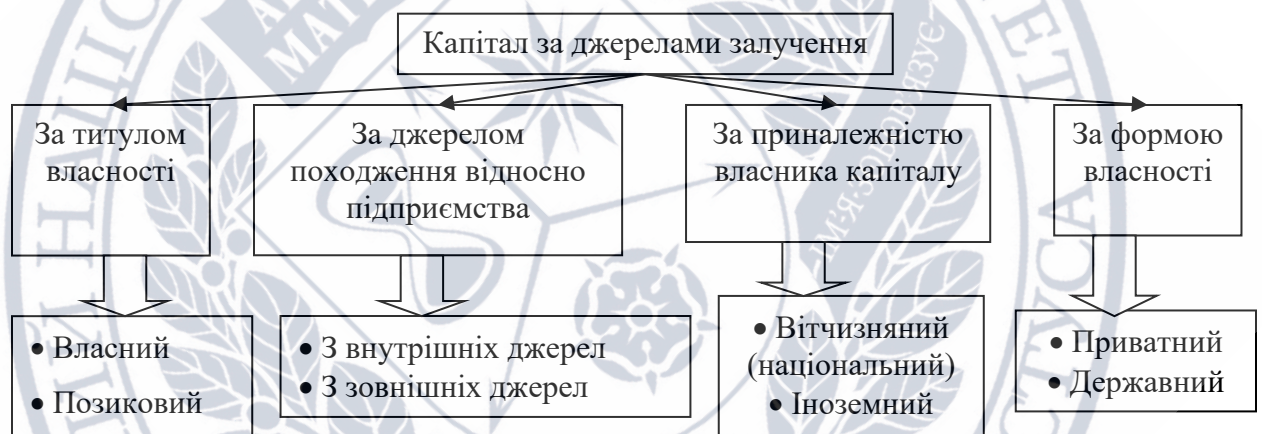 Капітал за джерелами залучення
За титулом
власності
За джерелом
походження відносно
підприємства
За приналежністю
власника капіталу
За формою
власності
• Власний
• Позиковий
• З внутрішніх джерел
• З зовнішніх джерел
• Вітчизняний
(національний)
• Іноземний
• Приватний
• Державний